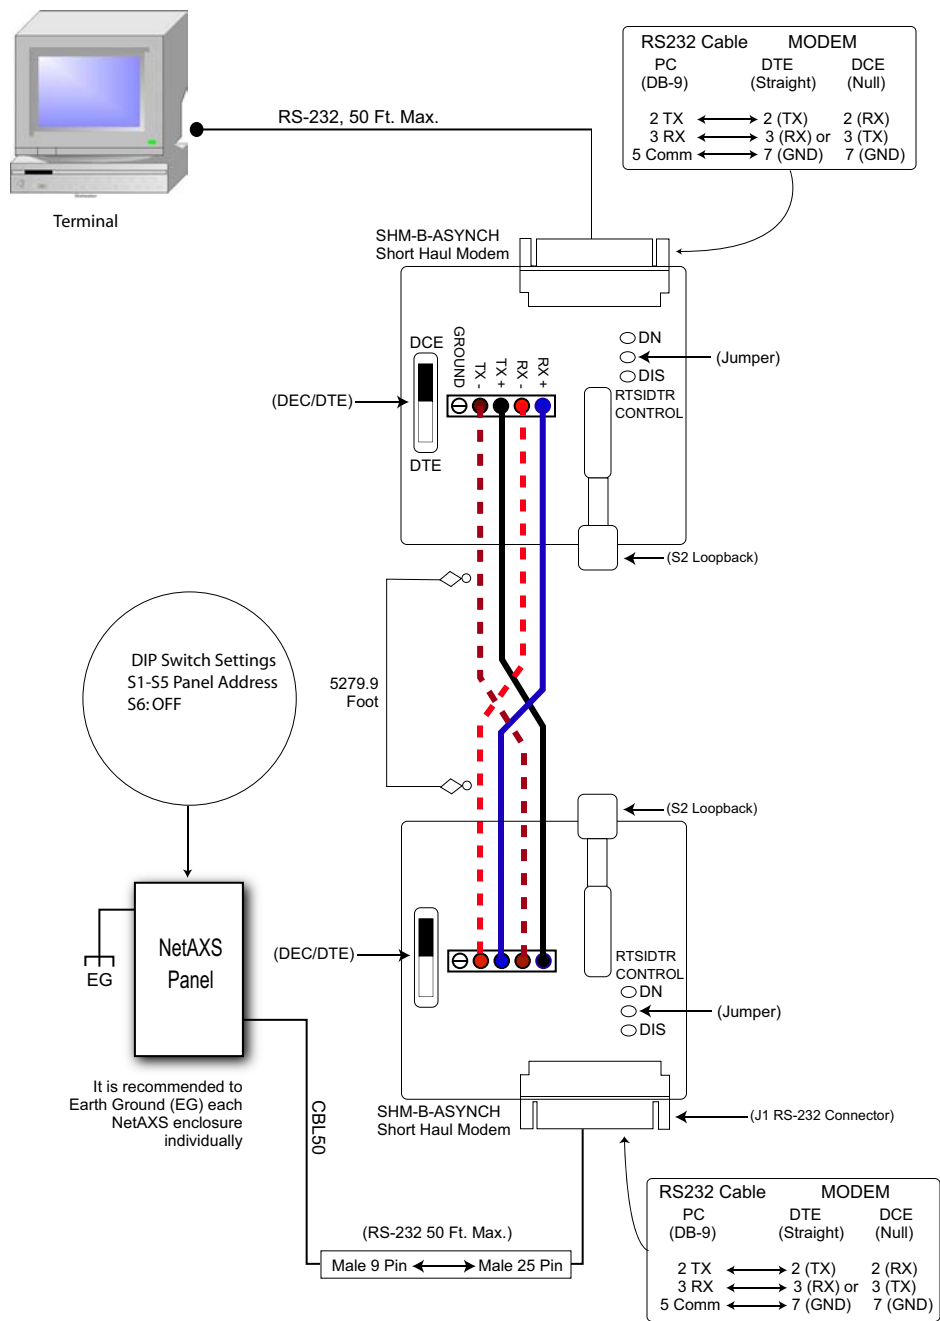 RS232 Cable MODEM
PC DTE DCE
(DB-9) (Straight) (Null)
2 TX 2 (TX) 2 (RX)
3 RX 3 (RX) or 3 (TX)
5 Comm 7 (GND) 7 (GND)
RS-232, 50 Ft. Max.
Terminal
SHM-B-ASYNCH
Short Haul Modem
DCE
GROUND
TX -
TX +
RX -
RX +
DN
(Jumper)
DIS
RTSIDTR
CONTROL
(DEC/DTE)
DTE
(S2 Loopback)
5279.9
Foot
DIP Switch Settings
S1-S5 Panel Address
S6: OFF
(S2 Loopback)
NetAXS
Panel
EG
(DEC/DTE)
RTSIDTR
CONTROL
DN
(Jumper)
DIS
It is recommended to
Earth Ground (EG) each
NetAXS enclosure
individually
CBL50
SHM-B-ASYNCH
Short Haul Modem
(J1 RS-232 Connector)
(RS-232 50 Ft. Max.)
Male 9 Pin Male 25 Pin
RS232 Cable MODEM
PC DTE DCE
(DB-9) (Straight) (Null)
2 TX 2 (TX) 2 (RX)
3 RX 3 (RX) or 3 (TX)
5 Comm 7 (GND) 7 (GND)